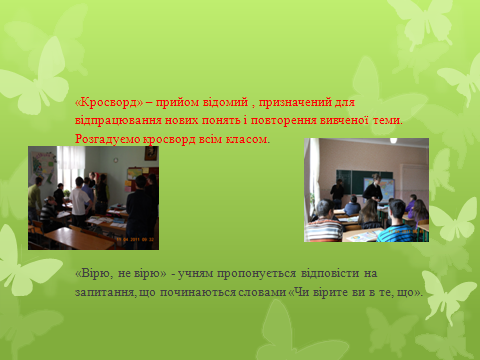 «Кросворд» – прийом відомий , призначений для
відпрацювання нових понять і повторення вивченої теми.
Розгадуємо кросворд всім класом.
«Вірю, не вірю» - учням пропонується відповісти на
запитання, що починаються словами «Чи вірите ви в те, що».